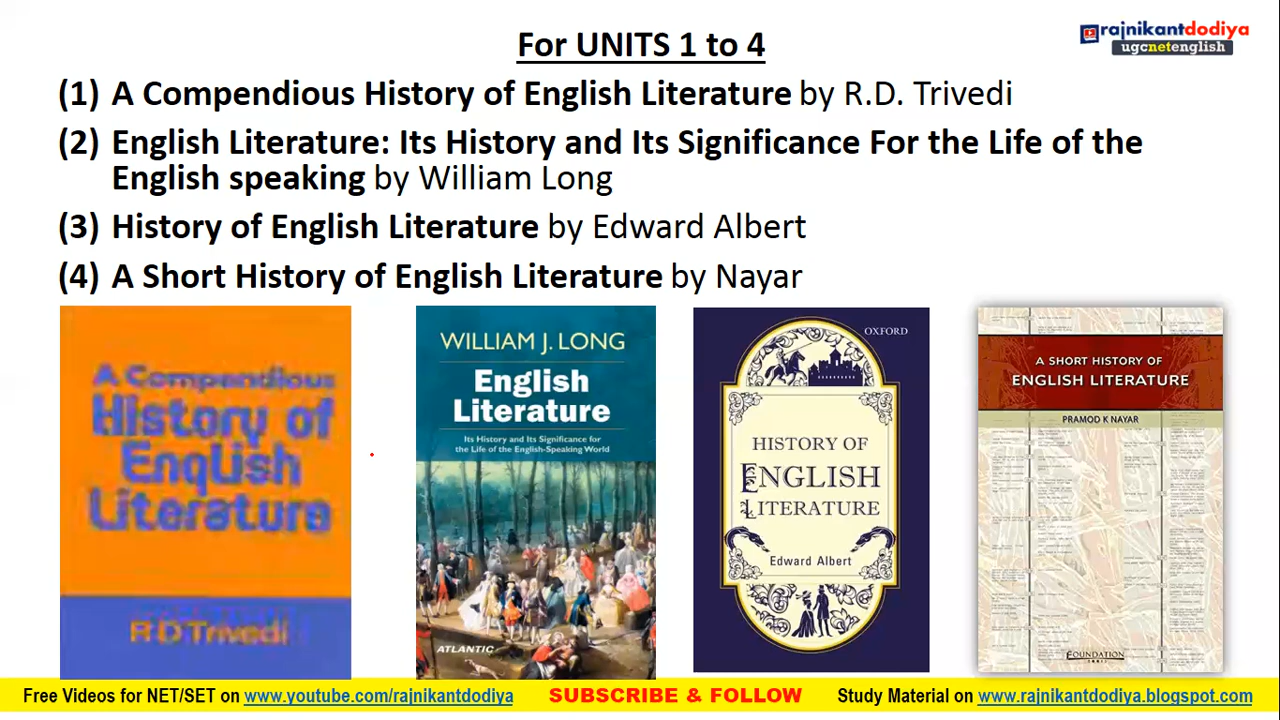 For UNITS 1 to 4
rajnikantdodiya
ugcnetenglish
(1) A Compendious History of English Literature by R.D. Trivedi
(2) English Literature: Its History and Its Significance For the Life of the
English speaking by William Long
(3) History of English Literature by Edward Albert
(4) A Short History of English Literature by Nayar
A Compendious
History of
English
Literature
R D Trivedi
WILLIAM J. LONG
English
Literature
Its History and Its Significance for
the Life of the English-Speaking World
ATLANTIC
OXFORD
HISTORY OF
ENGLISH
LITERATURE
Edward Albert
A SHORT HISTORY OF
ENGLISH LITERATURE
PRAMOD K NAYAR
FOUNDATION
Free Videos for NET/SET on www.youtube.com/rajnikantdodiya SUBSCRIBE & FOLLOW Study Material on www.rajnikantdodiya.blogspot.com